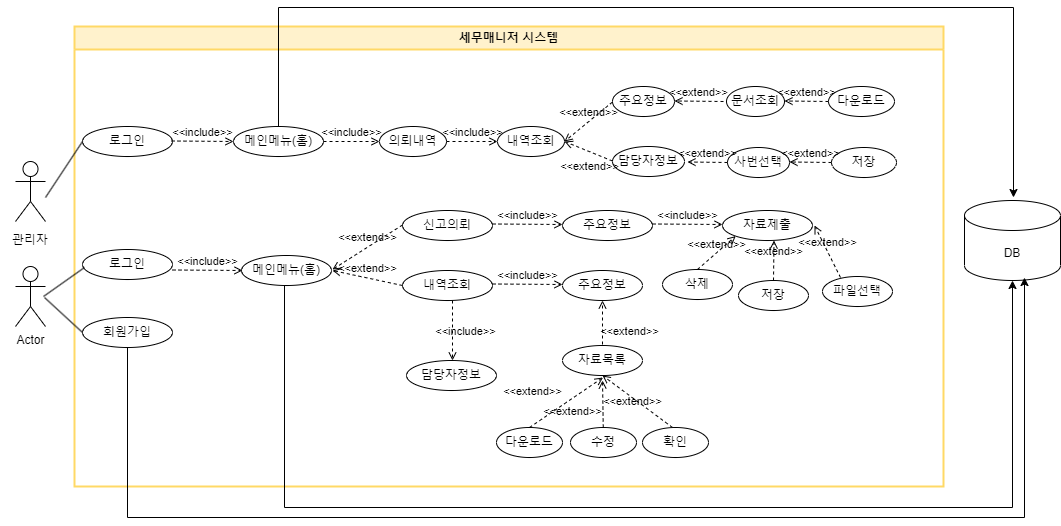 세무매니저 시스템
주요정보
<<extend>>
문서조회
<<extend>>
다운로드
<<extend>>
로그인
<<include>>
메인메뉴(홈)
<<include>>
의뢰내역
<<include>>
내역조회
<<extend>>
담당자정보
<<extend>>
사번선택
<<extend>>
저장
관리자
신고의뢰
<<include>>
주요정보
<<include>>
자료제출
<<extend>>
<<extend>>
<<extend>>
<<extend>>
DB
로그인
<<include>>
메인메뉴(홈)
<<extend>>
내역조회
<<include>>
주요정보
삭제
저장
파일선택
Actor
회원가입
<<include>>
<<extend>>
담당자정보
자료목록
<<extend>>
<<extend>>
<<extend>>
다운로드
수정
확인